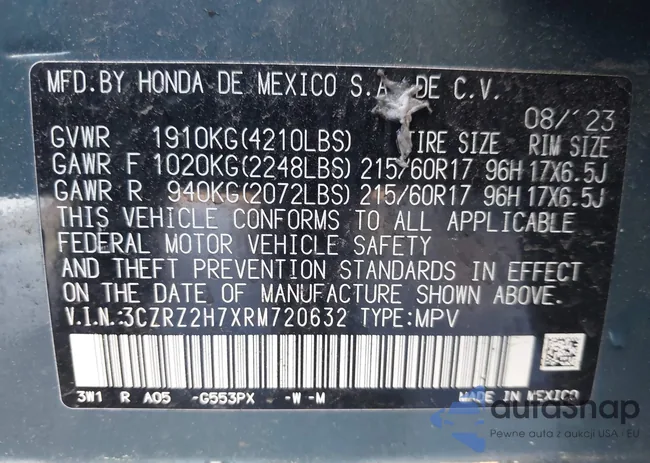 MFD. BY HONDA DE MEXICO S.A. DE C.V.
08/'23
GVWR 1910KG(4210LBS) TIRE SIZE RIM SIZE
GAWR F 1020KG(2248LBS) 215/60R17 96H 17X6.5J
GAWR R 940KG(2072LBS) 215/60R17 96H 17X6.5J
THIS VEHICLE CONFORMS TO ALL APPLICABLE
FEDERAL MOTOR VEHICLE SAFETY
AND THEFT PREVENTION STANDARDS IN EFFECT
ON THE DATE OF MANUFACTURE SHOWN ABOVE.
V.I.N.:3CZRZ2H7XRM720632 TYPE:MPV
3W1 R A05 -G553PX -W -M MADE IN MEXICO
autoSnap
Pewne auta z aukcji USA i EU